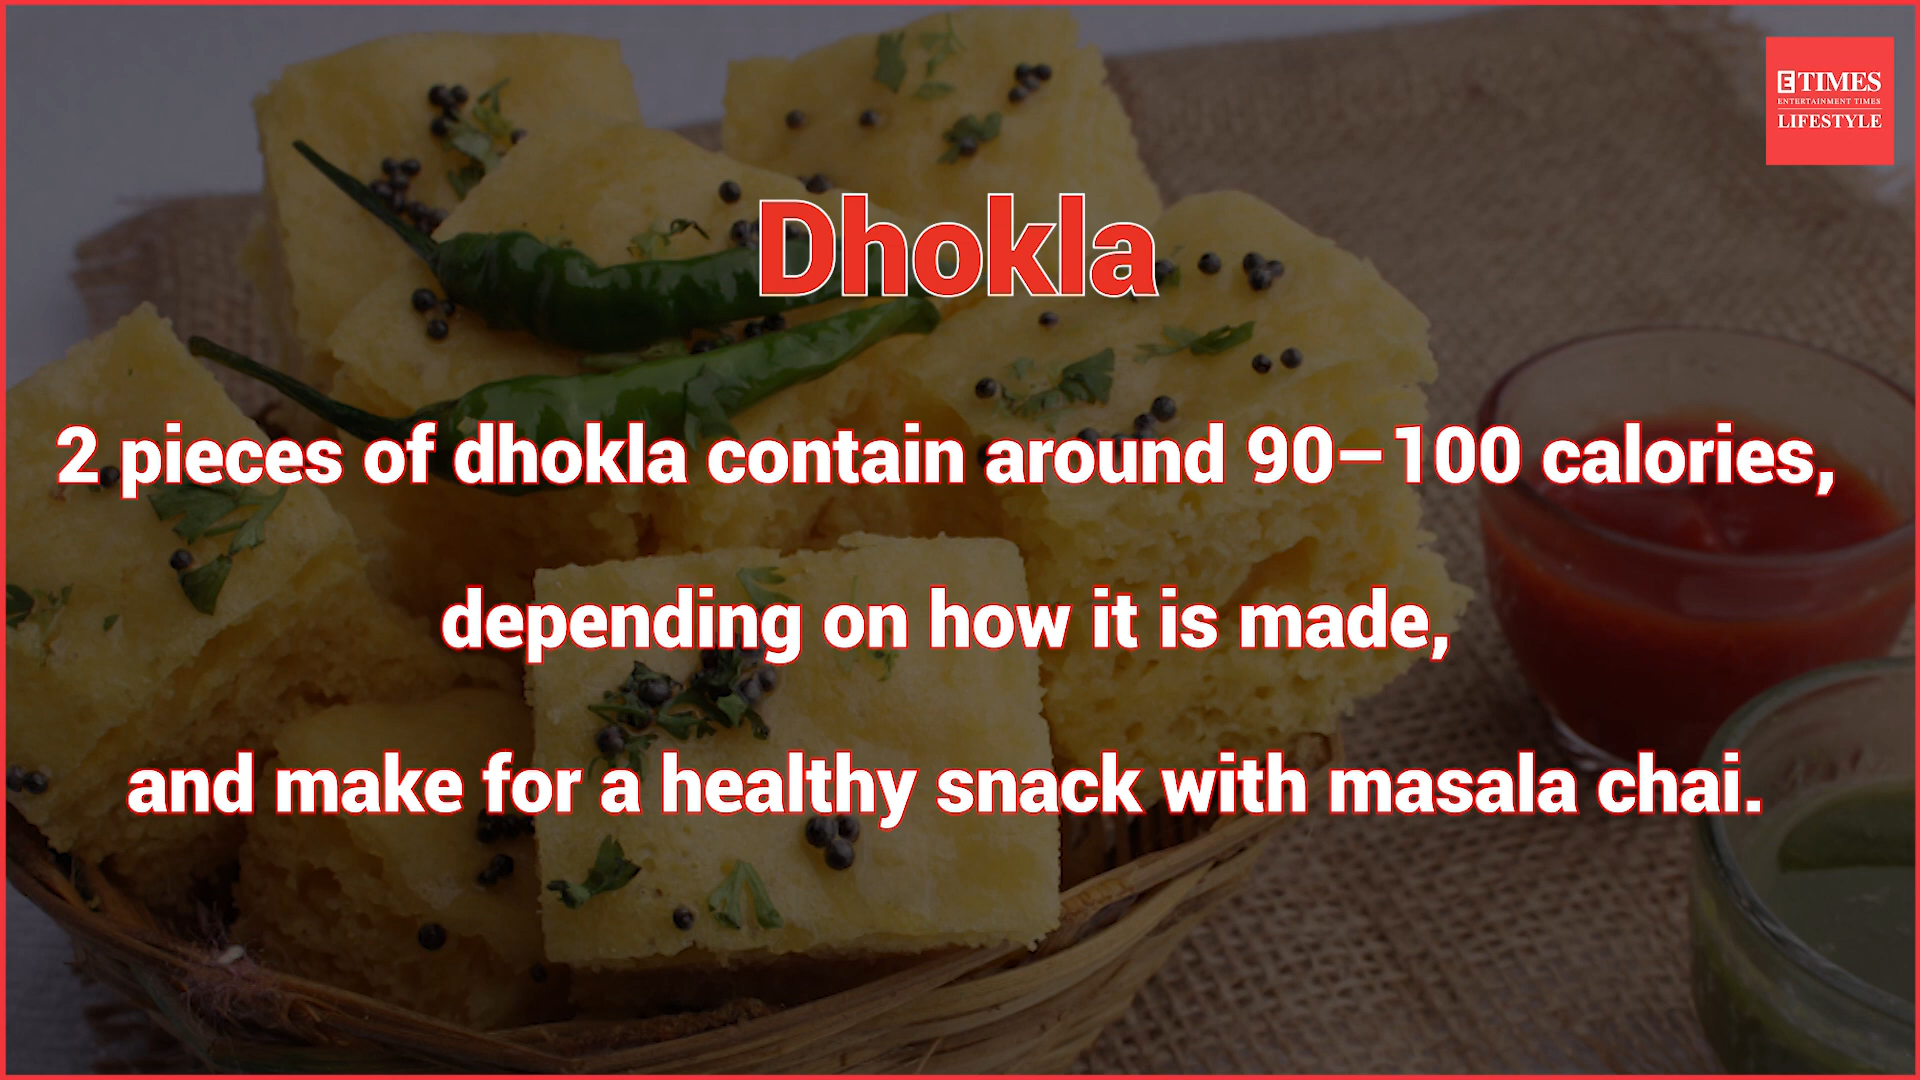 ETIMES
ENTERTAINMENT TIMES
LIFESTYLE
Dhokla
2 pieces of dhokla contain around 90–100 calories,
depending on how it is made,
and make for a healthy snack with masala chai.